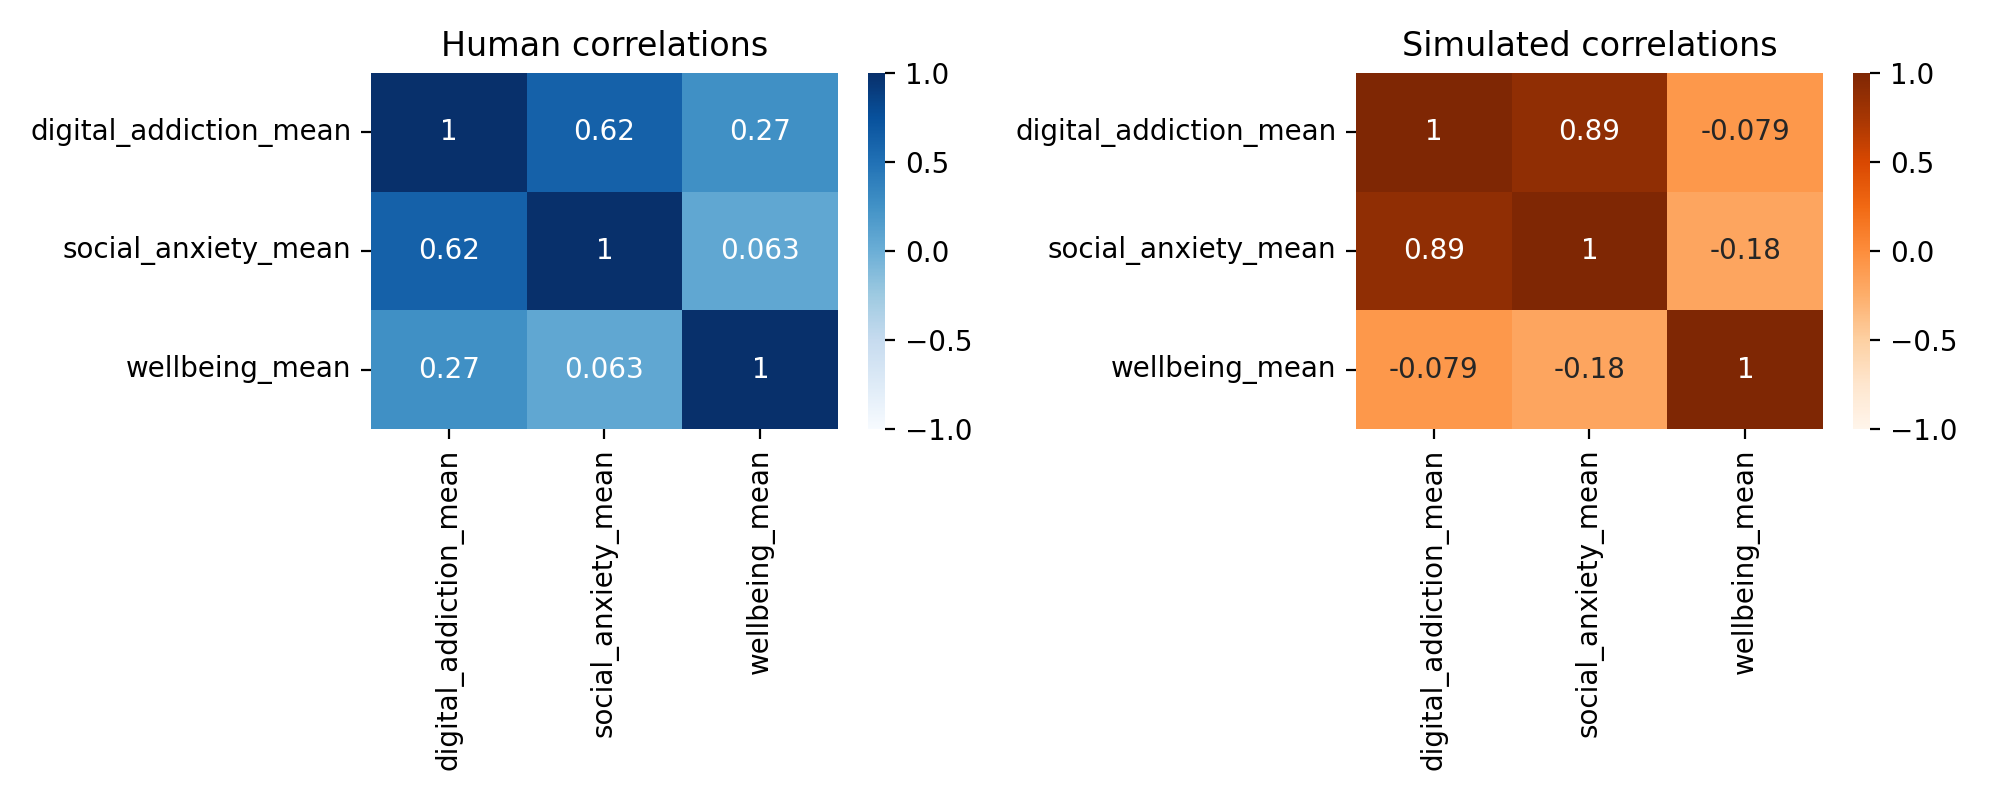 Human correlations
digital_addiction_mean
social_anxiety_mean
wellbeing_mean
1 0.62 0.27
0.62 1 0.063
0.27 0.063 1
1.0
0.5
0.0
−0.5
−1.0
digital_addiction_mean
social_anxiety_mean
wellbeing_mean
Simulated correlations
digital_addiction_mean
social_anxiety_mean
wellbeing_mean
1 0.89 -0.079
0.89 1 -0.18
-0.079 -0.18 1
1.0
0.5
0.0
−0.5
−1.0
digital_addiction_mean
social_anxiety_mean
wellbeing_mean